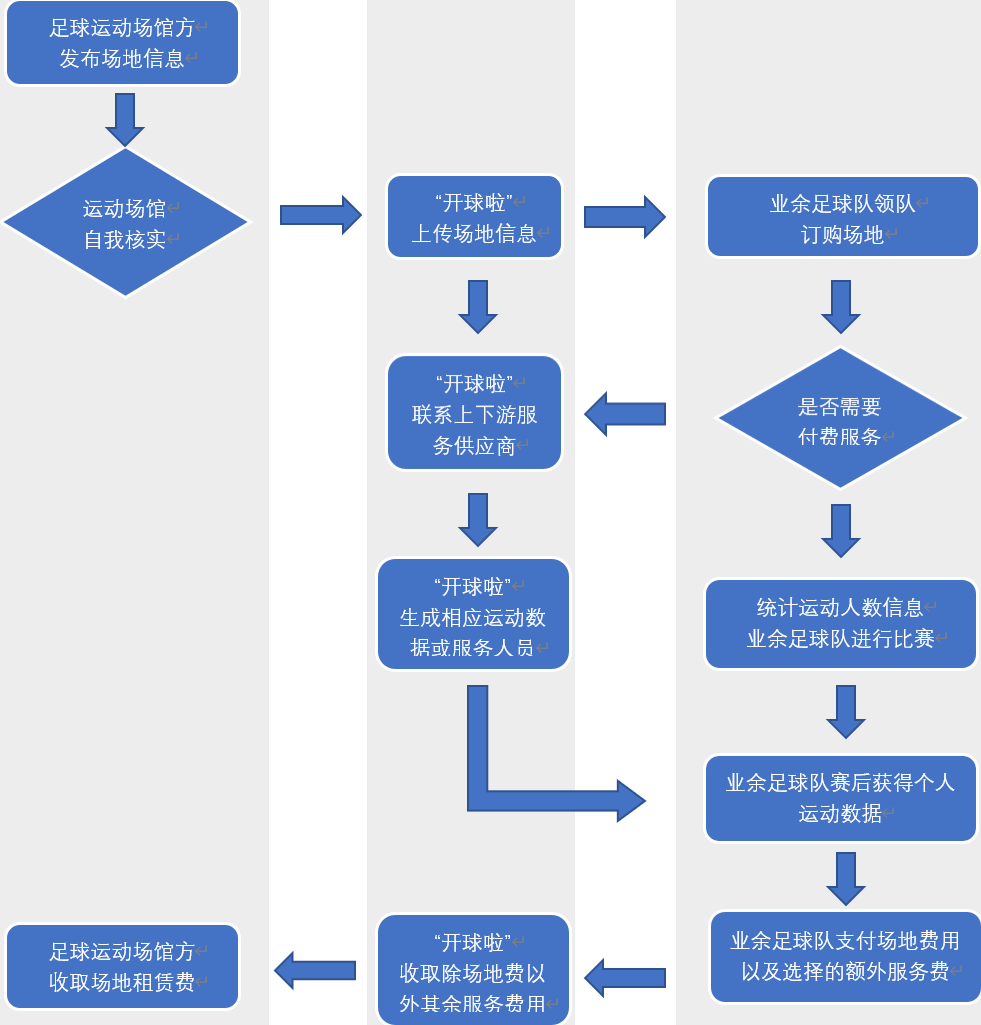 足球运动场馆方
发布场地信息
运动场馆
自我核实
“开球啦”
上传场地信息
业余足球队领队
订购场地
“开球啦”
联系上下游服
务供应商
是否需要
付费服务
“开球啦”
生成相应运动数
据或服务人员
统计运动人数信息
业余足球队进行比赛
业余足球队赛后获得个人
运动数据
足球运动场馆方
收取场地租赁费
“开球啦”
收取除场地费以
外其余服务费用
业余足球队支付场地费用
以及选择的额外服务费